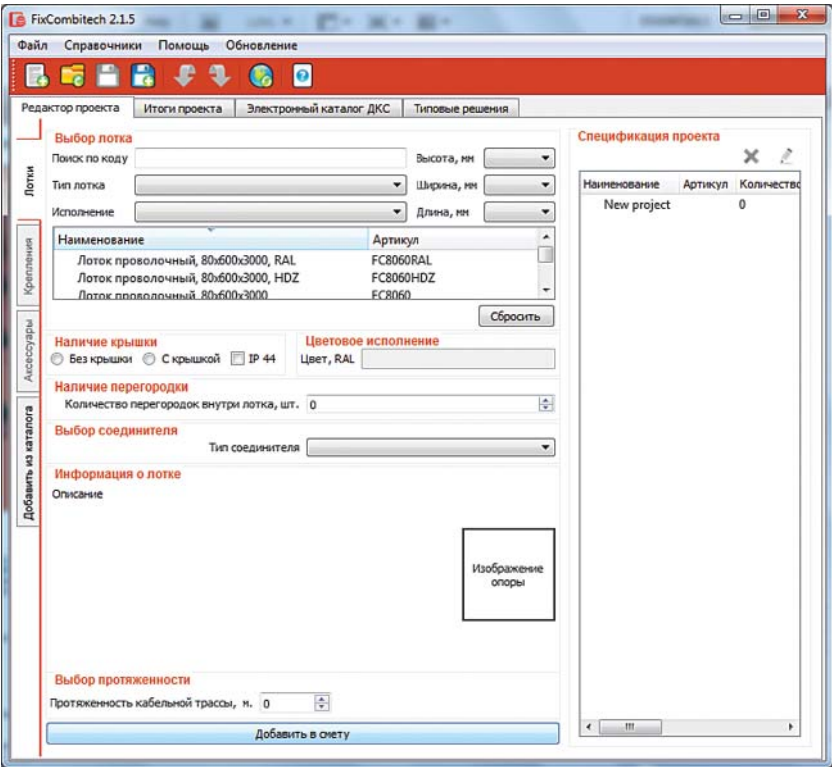 FixCombitech 2.1.5
Файл Справочники Помощь Обновление
Редактор проекта Итоги проекта Электронный каталог ДКС Типовые решения
Лотки
Крепления
Аксессуары
Добавить из каталога
Выбор лотка
Поиск по коду Высота, мм
Тип лотка Ширина, мм
Исполнение Длина, мм
Наименование Артикул
Лоток проволочный, 80x600x3000, RAL FC8060RAL
Лоток проволочный, 80x600x3000, HDZ FC8060HDZ
Лоток проволочный, 80x600x3000 FC8060
Сбросить
Наличие крышки Цветовое исполнение
Без крышки С крышкой IP 44 Цвет, RAL
Наличие перегородки
Количество перегородок внутри лотка, шт. 0
Выбор соединителя
Тип соединителя
Информация о лотке
Описание
Изображение
опоры
Выбор протяженности
Протяженность кабельной трассы, м. 0
Добавить в смету
Спецификация проекта
Наименование Артикул Количество
New project 0